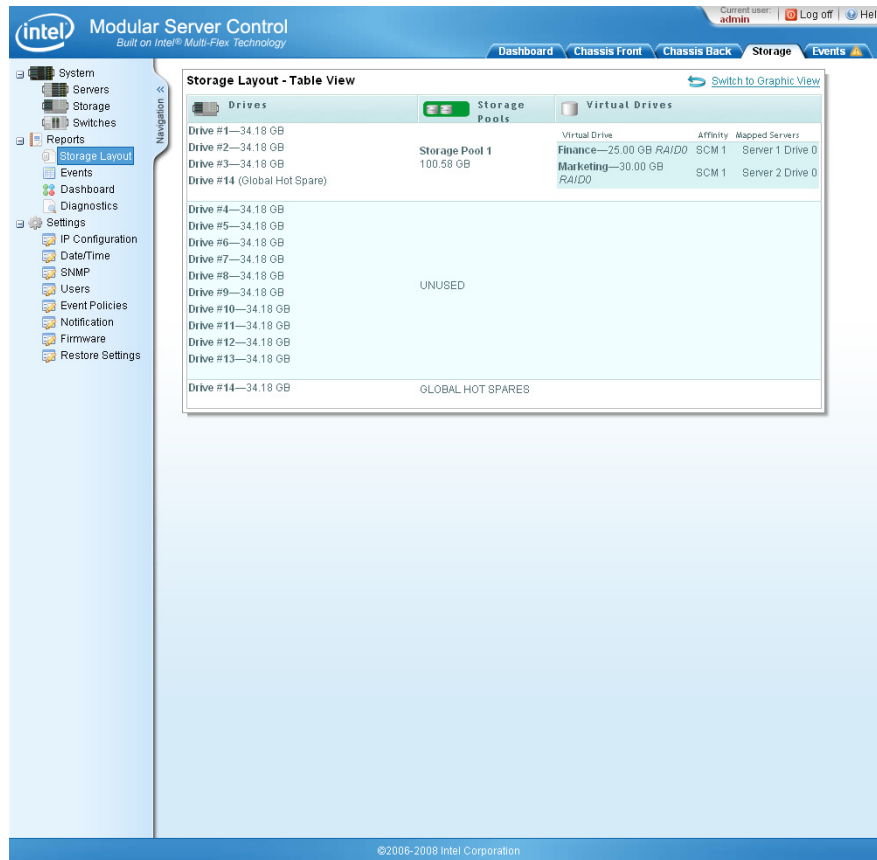 intel
Modular Server Control
Built on Intel® Multi-Flex Technology
Current user:
admin
Log off
Hel
Dashboard
Chassis Front
Chassis Back
Storage
Events
System
Servers
Storage
Switches
Reports
Storage Layout
Events
Dashboard
Diagnostics
Settings
IP Configuration
Date/Time
SNMP
Users
Event Policies
Notification
Firmware
Restore Settings
«
Navigation
Storage Layout - Table View
Switch to Graphic View
Drives
Storage
Pools
Virtual Drives
Drive #1—34.18 GB
Drive #2—34.18 GB
Drive #3—34.18 GB
Drive #14 (Global Hot Spare)
Storage Pool 1
100.58 GB
Virtual Drive Affinity Mapped Servers
Finance—25.00 GB RAID0 SCM 1 Server 1 Drive 0
Marketing—30.00 GB
RAID0
SCM 1 Server 2 Drive 0
Drive #4—34.18 GB
Drive #5—34.18 GB
Drive #6—34.18 GB
Drive #7—34.18 GB
Drive #8—34.18 GB
Drive #9—34.18 GB
Drive #10—34.18 GB
Drive #11—34.18 GB
Drive #12—34.18 GB
Drive #13—34.18 GB
UNUSED
Drive #14—34.18 GB
GLOBAL HOT SPARES
©2006-2008 Intel Corporation